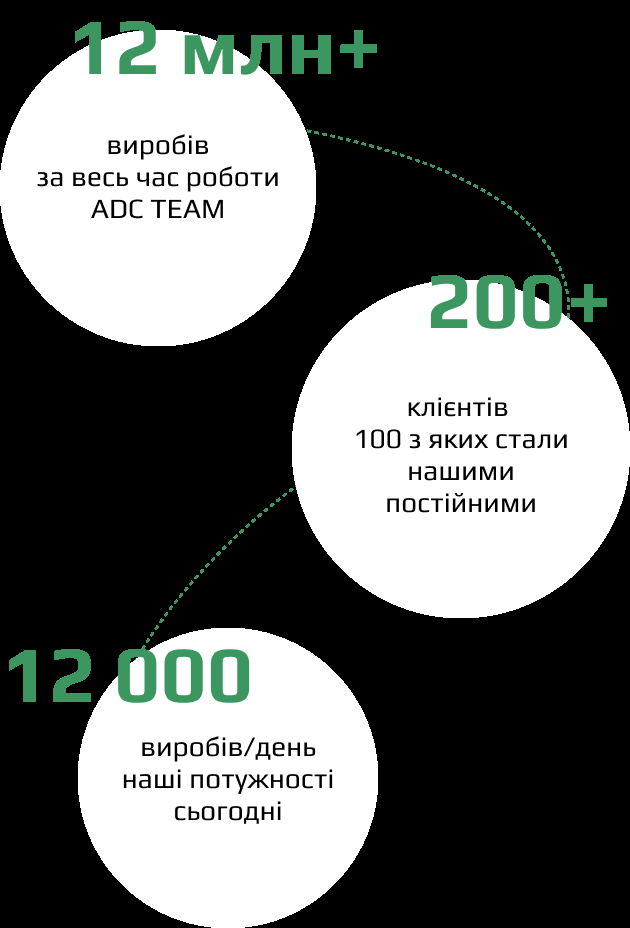 12 млн+
виробів
за весь час роботи
ADC TEAM
200+
клієнтів
100 з яких стали
нашими
постійними
12 000
виробів/день
наші потужності
сьогодні